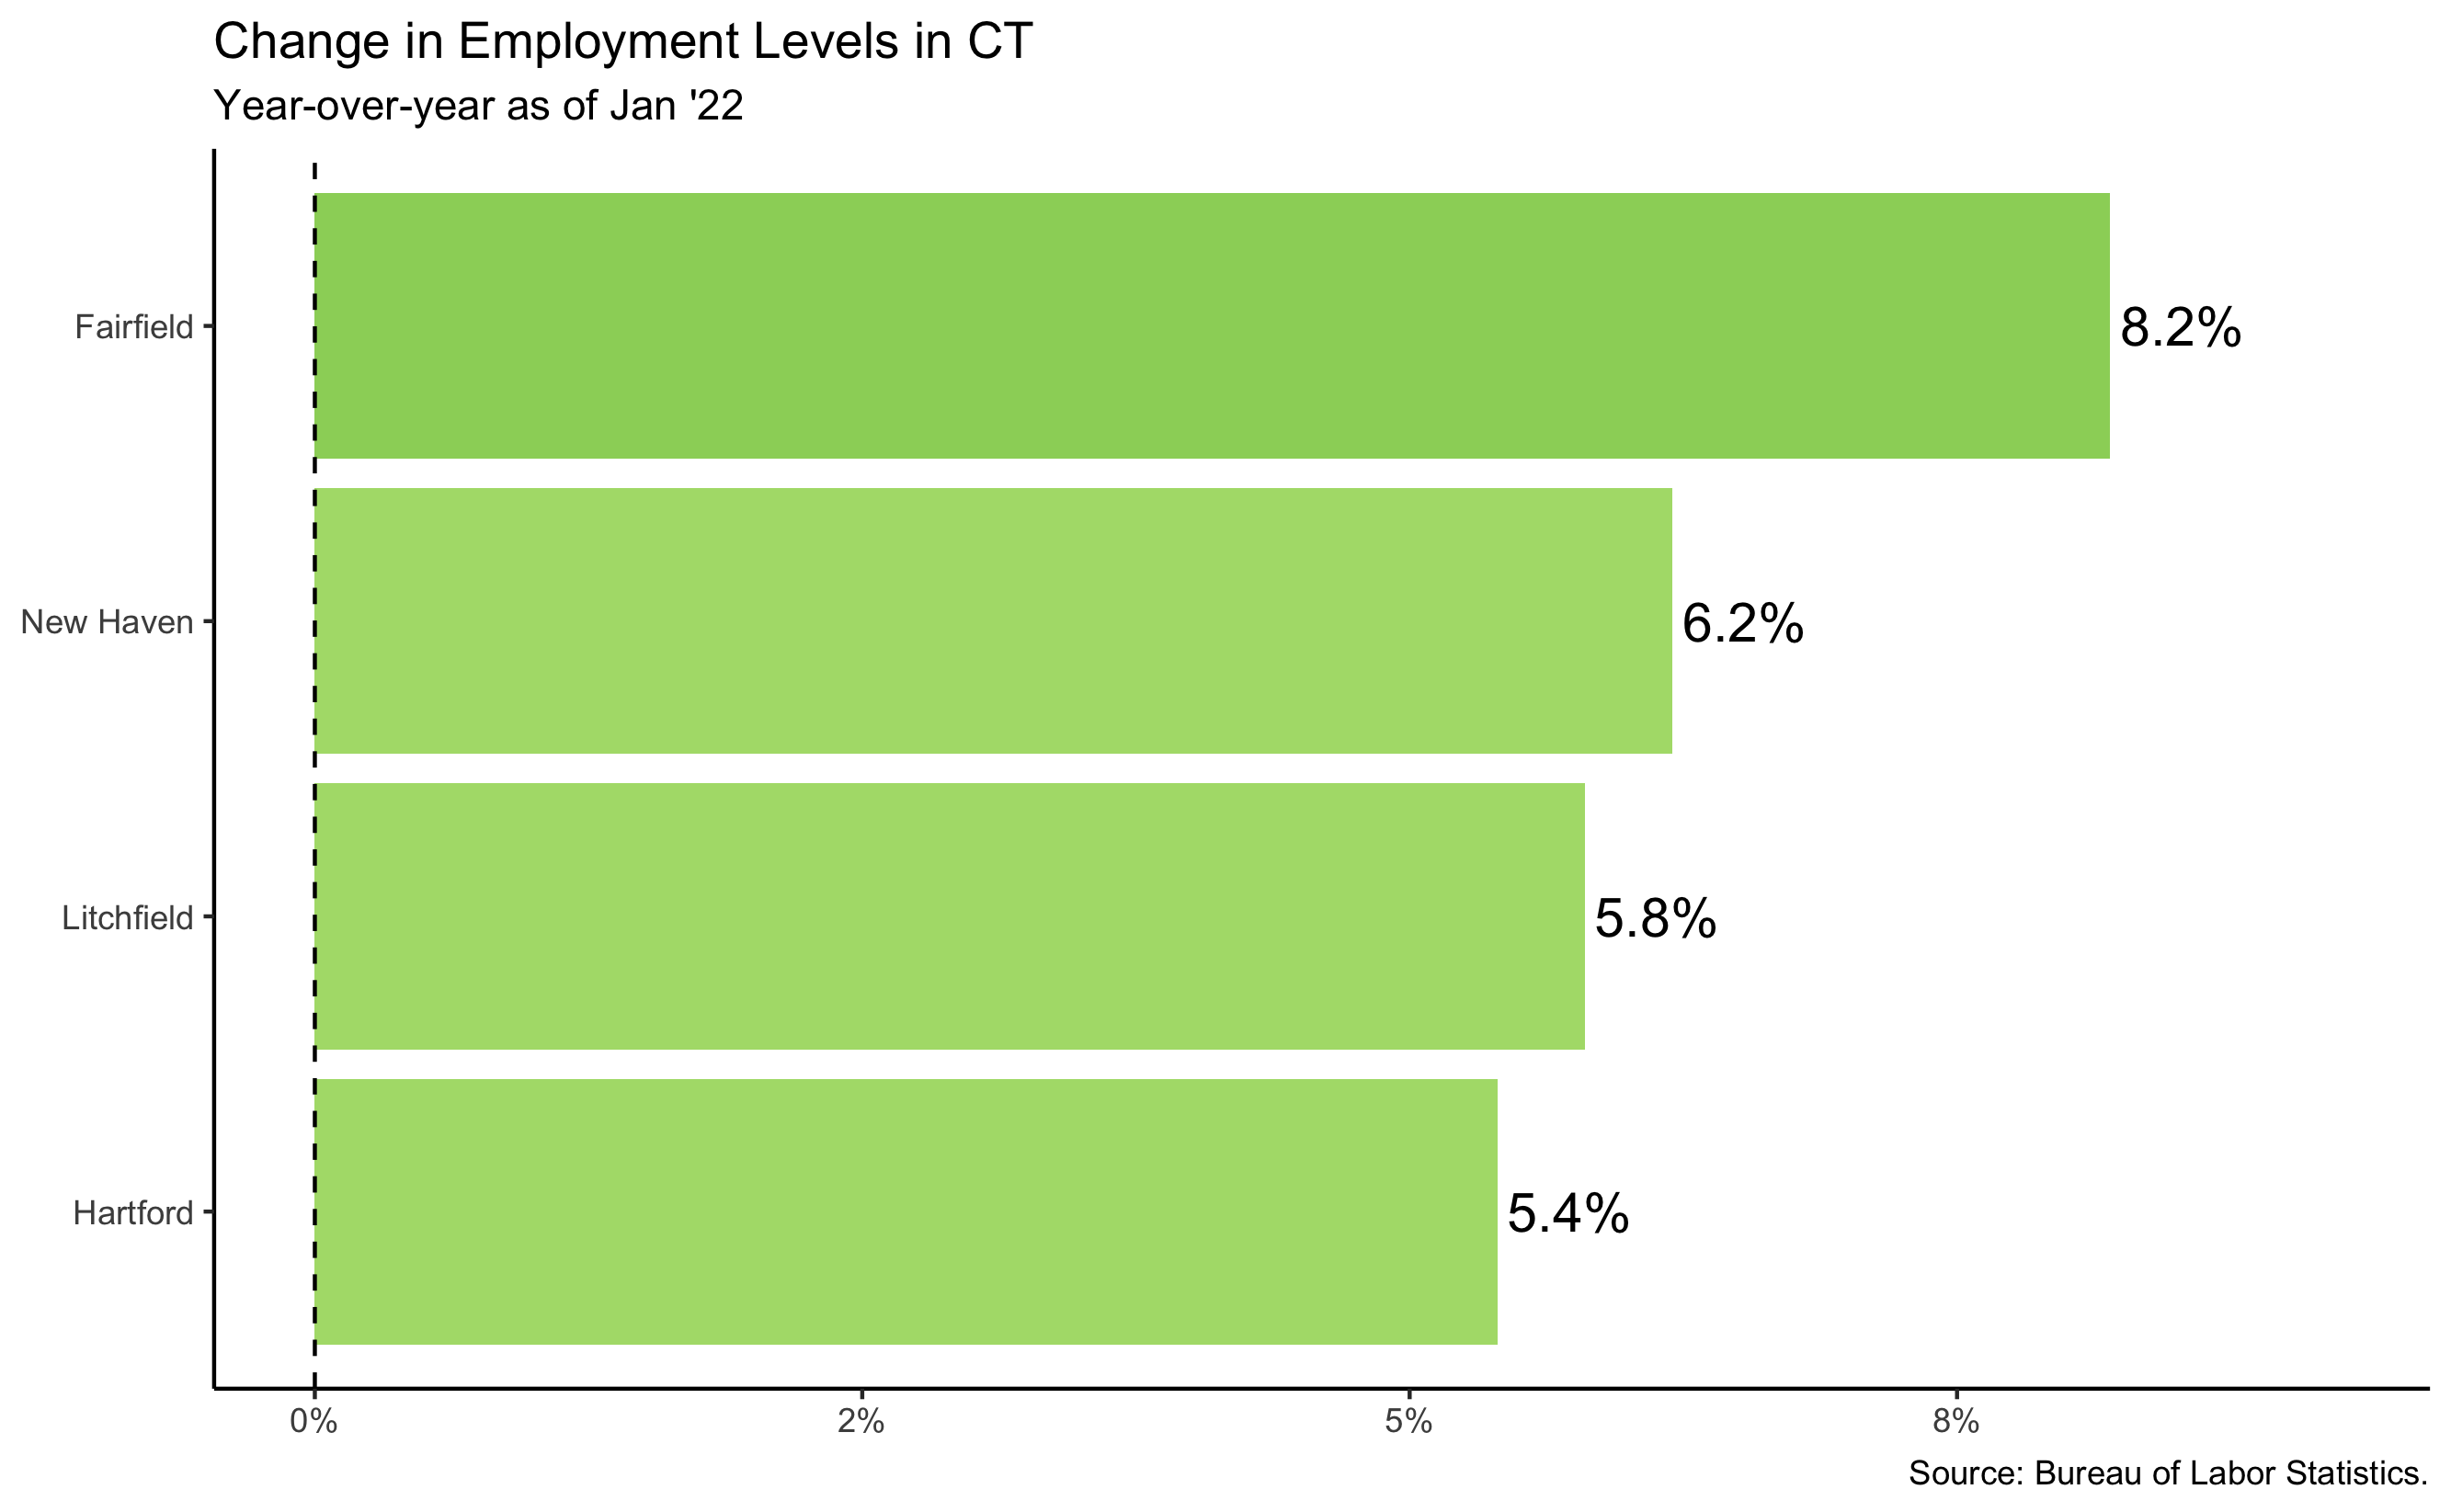 Change in Employment Levels in CT
Year-over-year as of Jan '22
Fairfield
8.2%
New Haven
6.2%
Litchfield
5.8%
Hartford
5.4%
0% 2% 5% 8%
Source: Bureau of Labor Statistics.